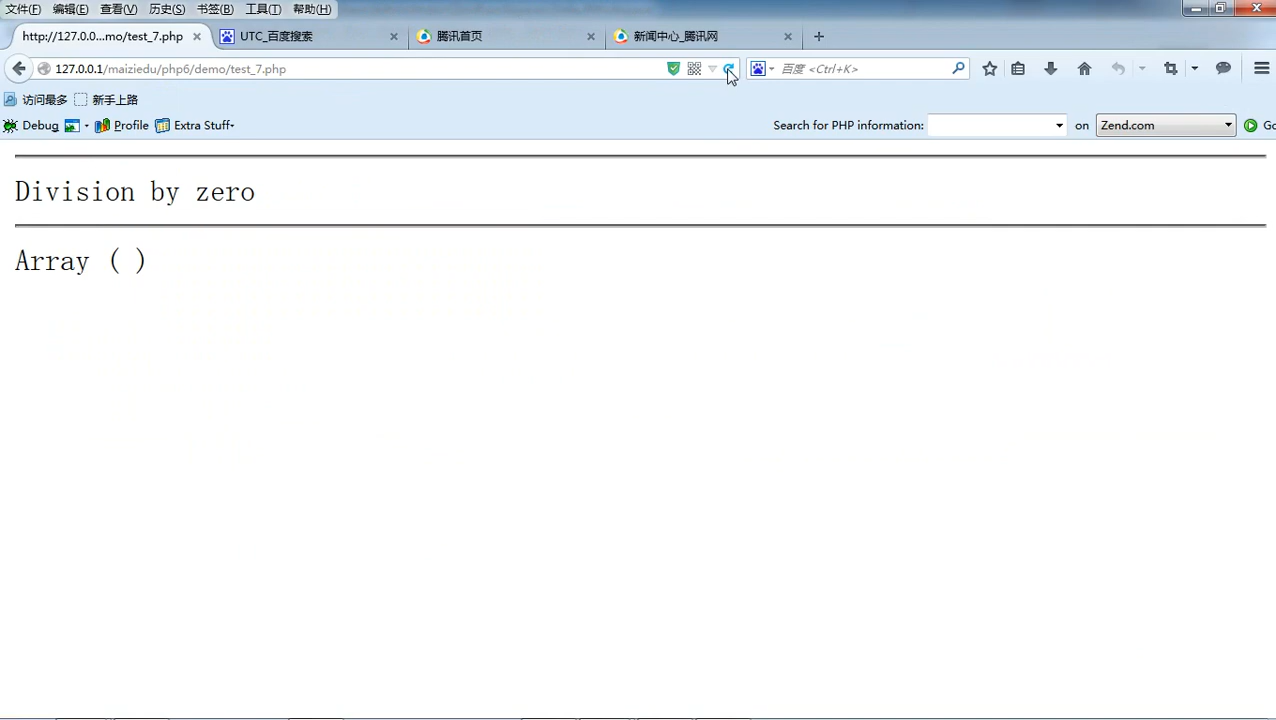 文件(F) 编辑(E) 查看(V) 历史(S) 书签(B) 工具(T) 帮助(H)
http://127.0.0...mo/test_7.php × UTC_百度搜索 × 腾讯首页 × 新闻中心_腾讯网 × +
127.0.0.1/maiziedu/php6/demo/test_7.php 百度 <Ctrl+K>
访问最多 新手上路
Debug Profile Extra Stuff Search for PHP information: on Zend.com Go
Division by zero
Array ( )